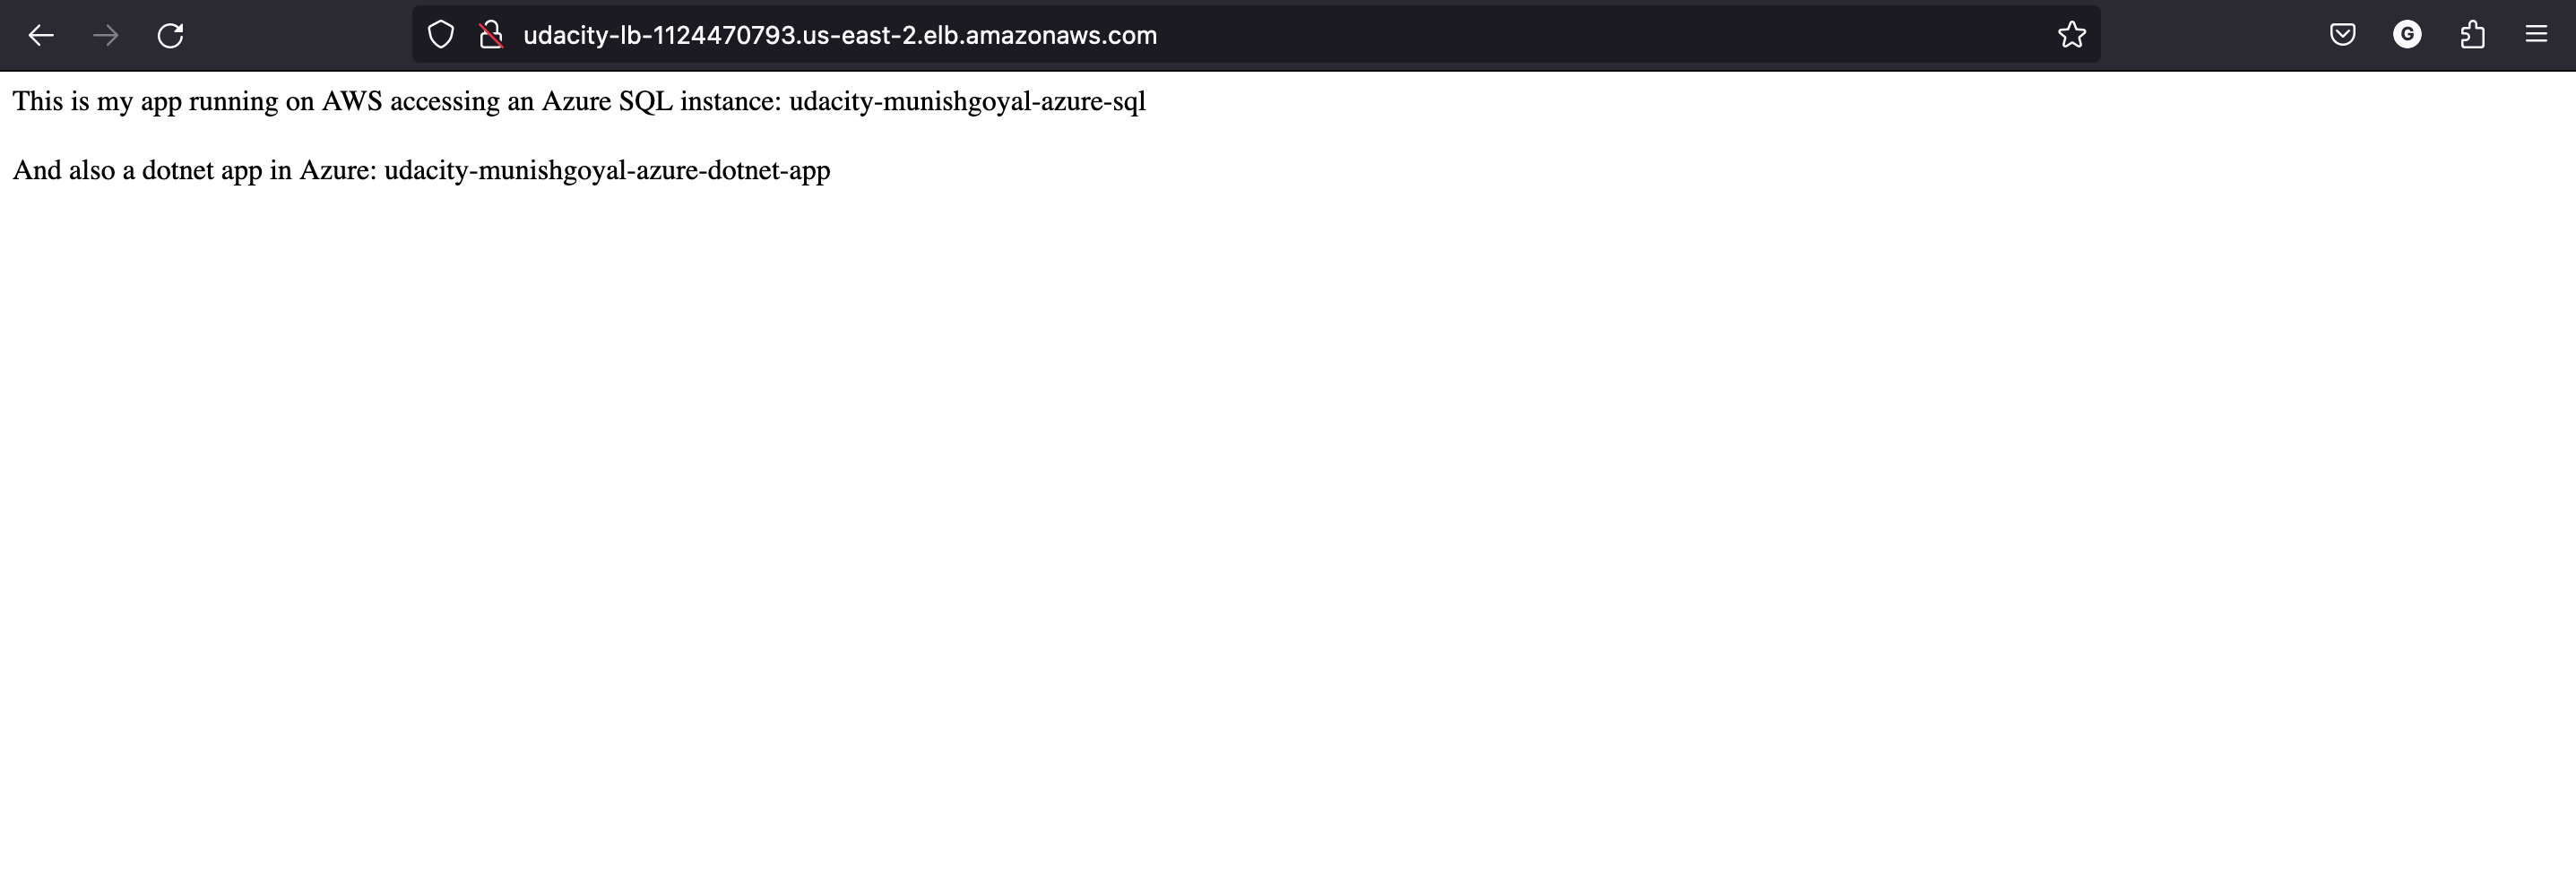 udacity-lb-1124470793.us-east-2.elb.amazonaws.com
G
This is my app running on AWS accessing an Azure SQL instance: udacity-munishgoyal-azure-sql
And also a dotnet app in Azure: udacity-munishgoyal-azure-dotnet-app